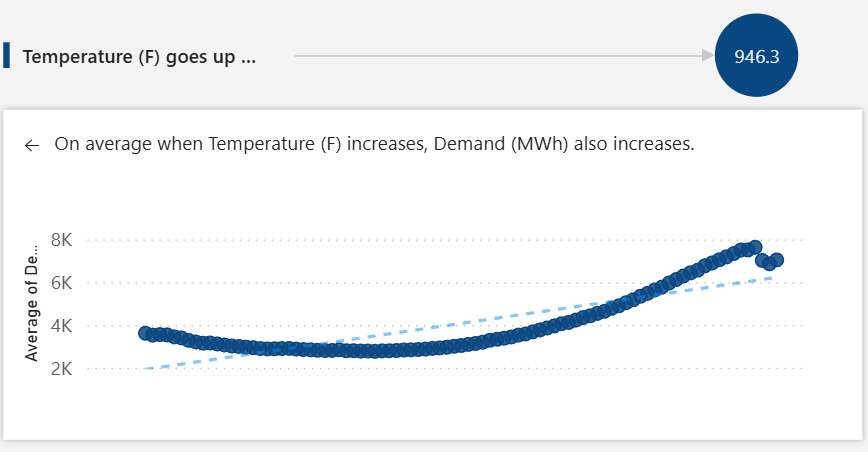 Temperature (F) goes up ...
946.3
← On average when Temperature (F) increases, Demand (MWh) also increases.
Average of De...
8K
6K
4K
2K